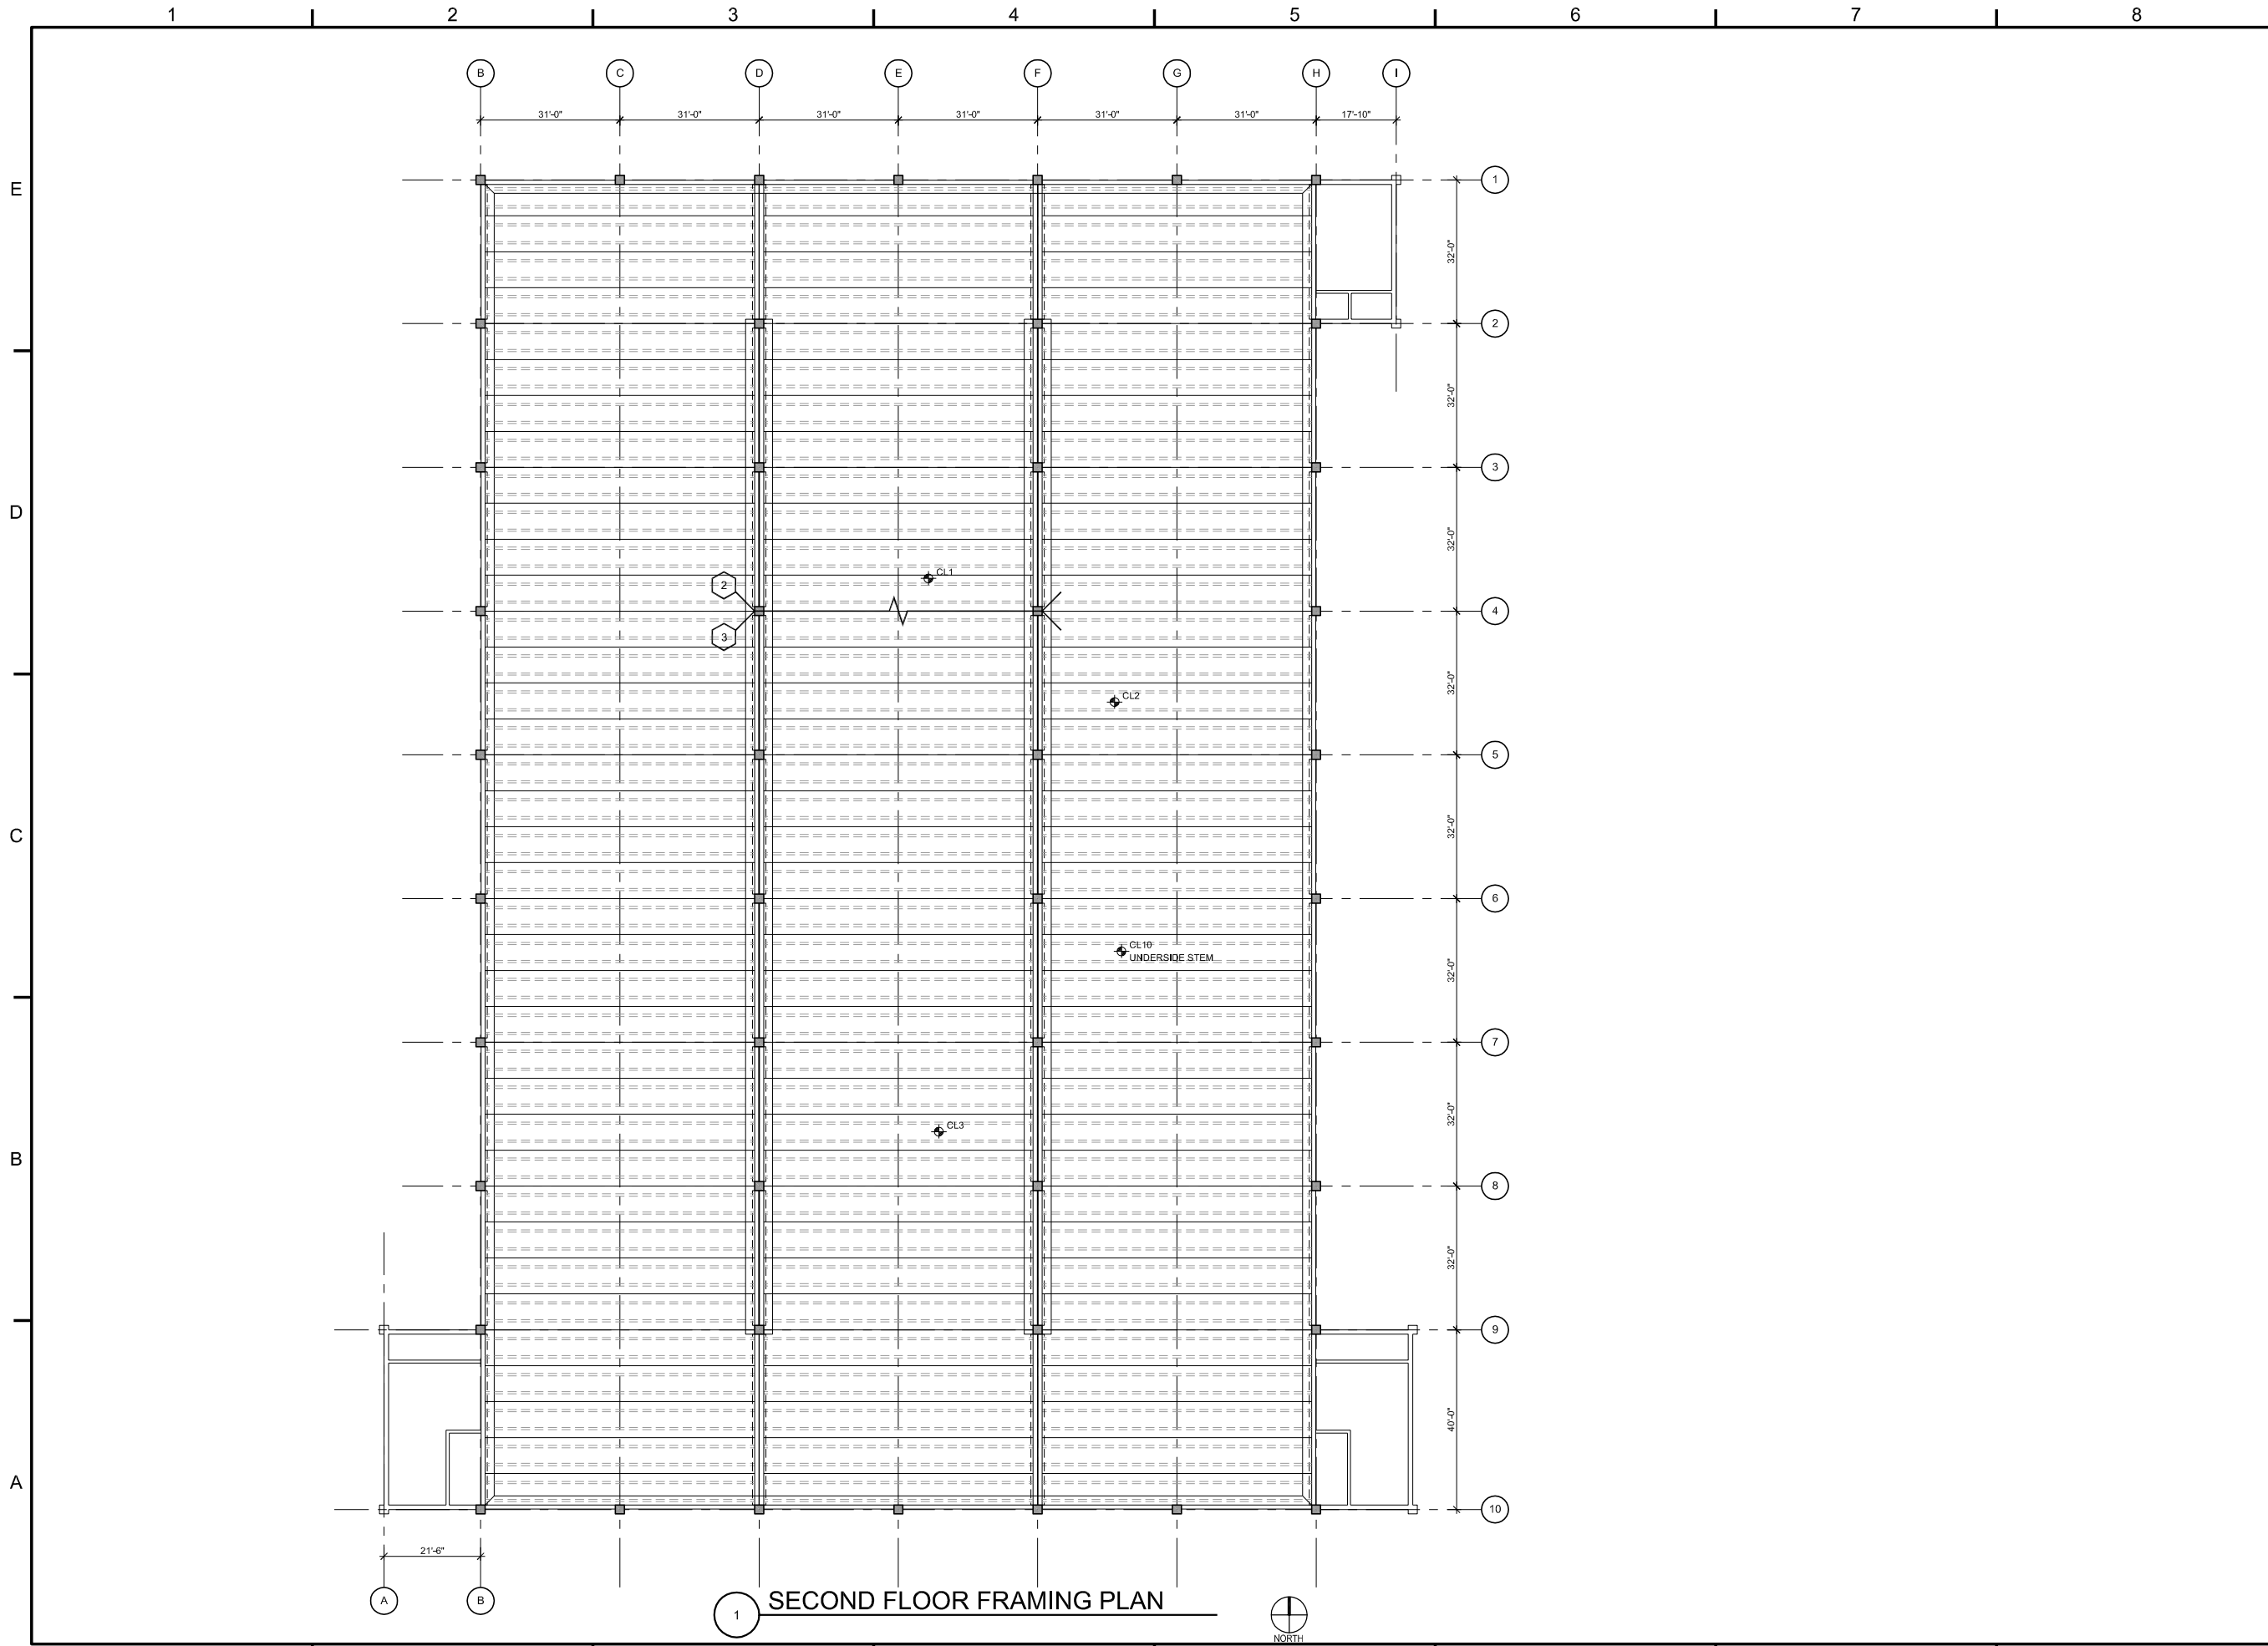 1 2 3 4 5 6 7 8
B C D E F G H I
31'-0" 31'-0" 31'-0" 31'-0" 31'-0" 31'-0" 17'-10"
E
1
32'-0"
2
32'-0"
3
D
32'-0"
CL1
2
4
3
32'-0"
CL2
5
C
32'-0"
6
CL10
UNDERSIDE STEM
32'-0"
7
32'-0"
CL3
B
8
32'-0"
9
40'-0"
A
10
21'-6"
A B
1 SECOND FLOOR FRAMING PLAN
NORTH